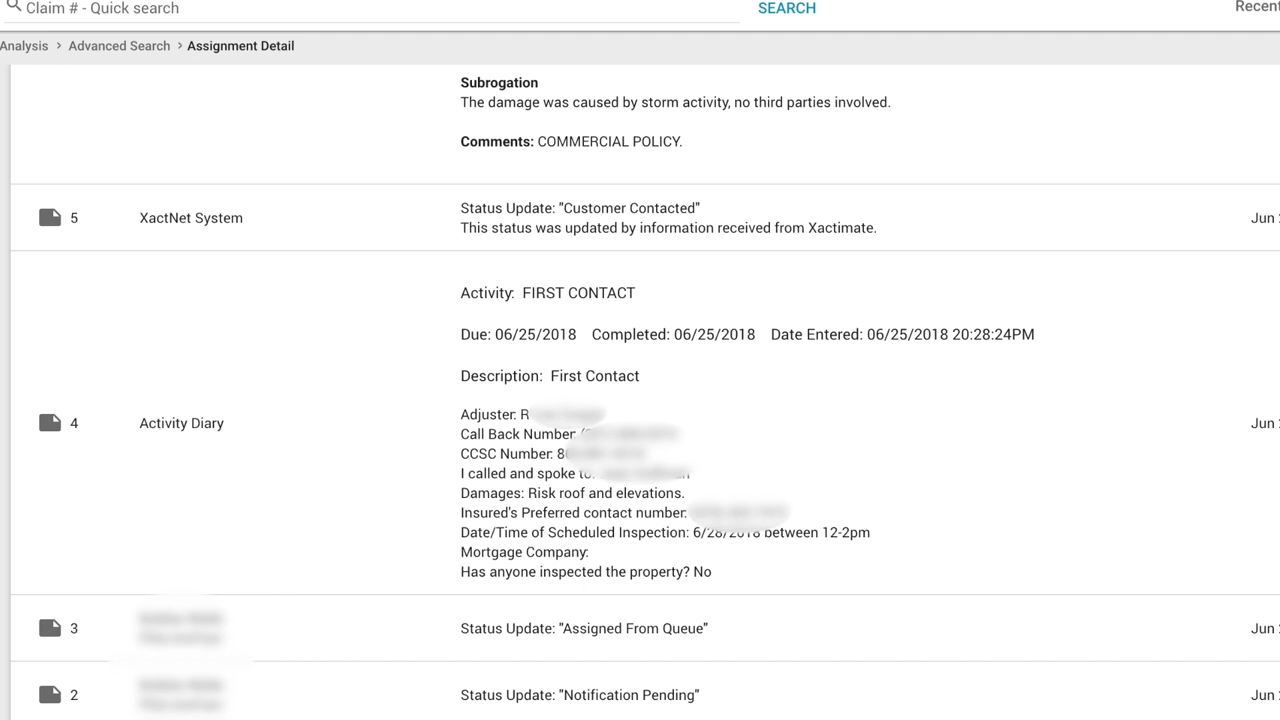 Claim # - Quick search
SEARCH
Recent
Analysis > Advanced Search > Assignment Detail
Subrogation
The damage was caused by storm activity, no third parties involved.
Comments: COMMERCIAL POLICY.
5 XactNet System
Status Update: "Customer Contacted"
This status was updated by information received from Xactimate.
Jun
Activity: FIRST CONTACT
Due: 06/25/2018 Completed: 06/25/2018 Date Entered: 06/25/2018 20:28:24PM
Description: First Contact
4 Activity Diary
Jun
Adjuster: R
Call Back Number:
CCSC Number: 8
I called and spoke to:
Damages: Risk roof and elevations.
Insured's Preferred contact number:
Date/Time of Scheduled Inspection: 6/28/2018 between 12-2pm
Mortgage Company:
Has anyone inspected the property? No
3
Status Update: "Assigned From Queue"
Jun
2
Status Update: "Notification Pending"
Jun